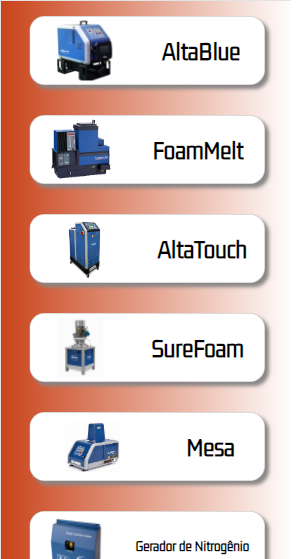 AltaBlue
FoamMelt
AltaTouch
SureFoam
Mesa
Gerador de Nitrogênio